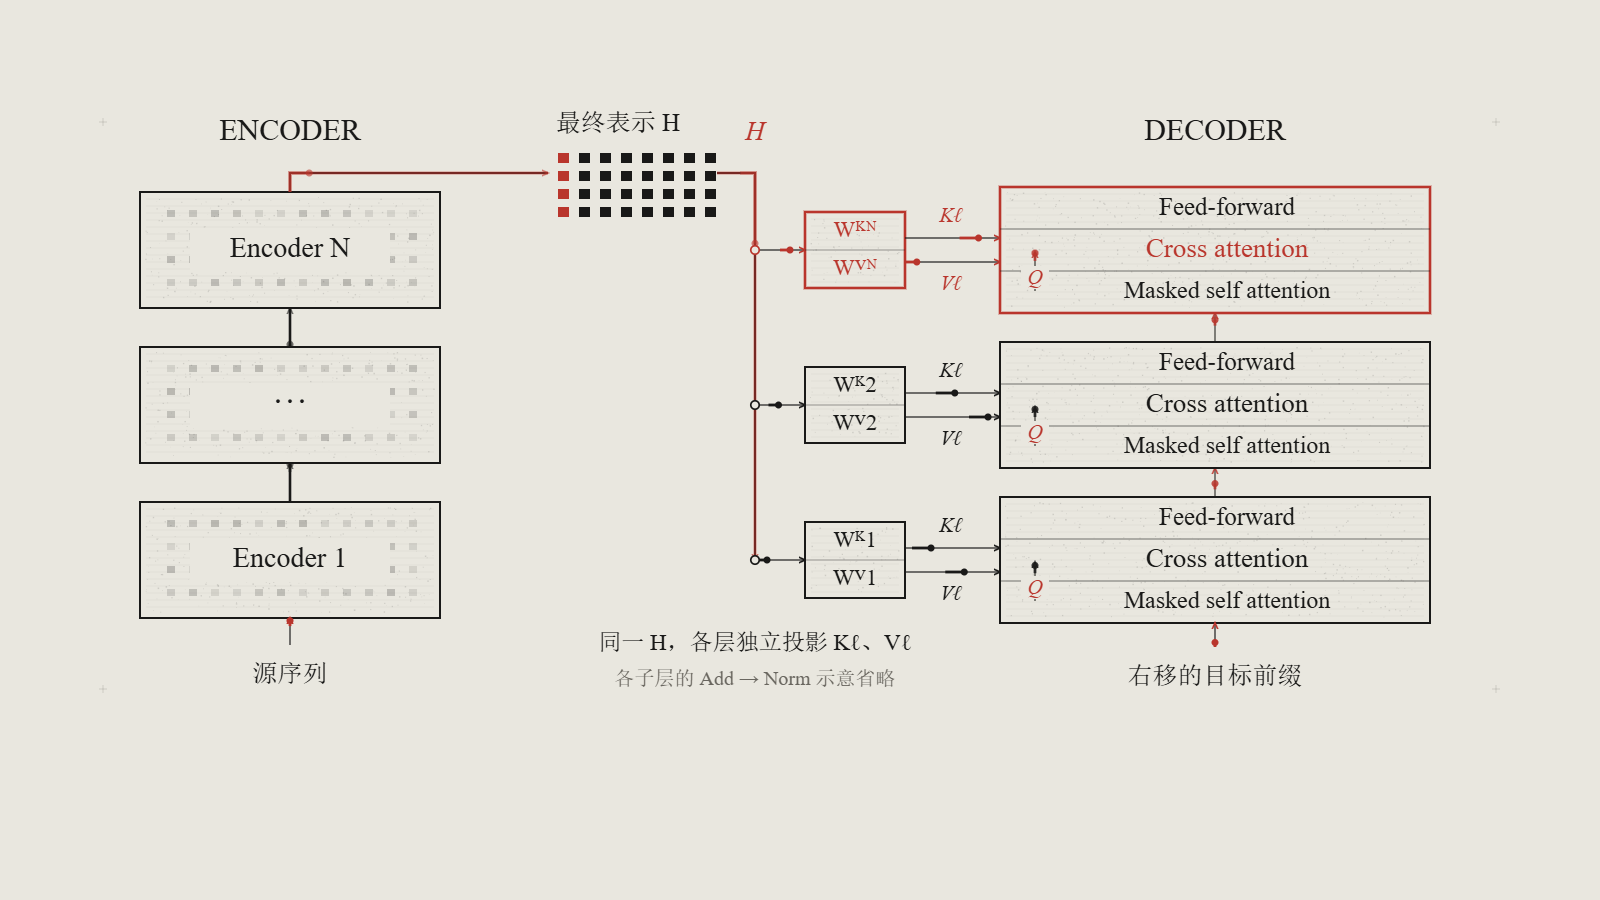 ENCODER
最终表示 H
H
DECODER
Encoder N
...
Encoder 1
源序列
Wᴷᴺ
Wⱽᴺ
Kℓ
Vℓ
Feed-forward
Cross attention
Q
Masked self attention
Wᴷ2
Wⱽ2
Kℓ
Vℓ
Feed-forward
Cross attention
Q
Masked self attention
Wᴷ1
Wⱽ1
Kℓ
Vℓ
Feed-forward
Cross attention
Q
Masked self attention
同一 H，各层独立投影 Kℓ、Vℓ
各子层的 Add → Norm 示意省略
右移的目标前缀